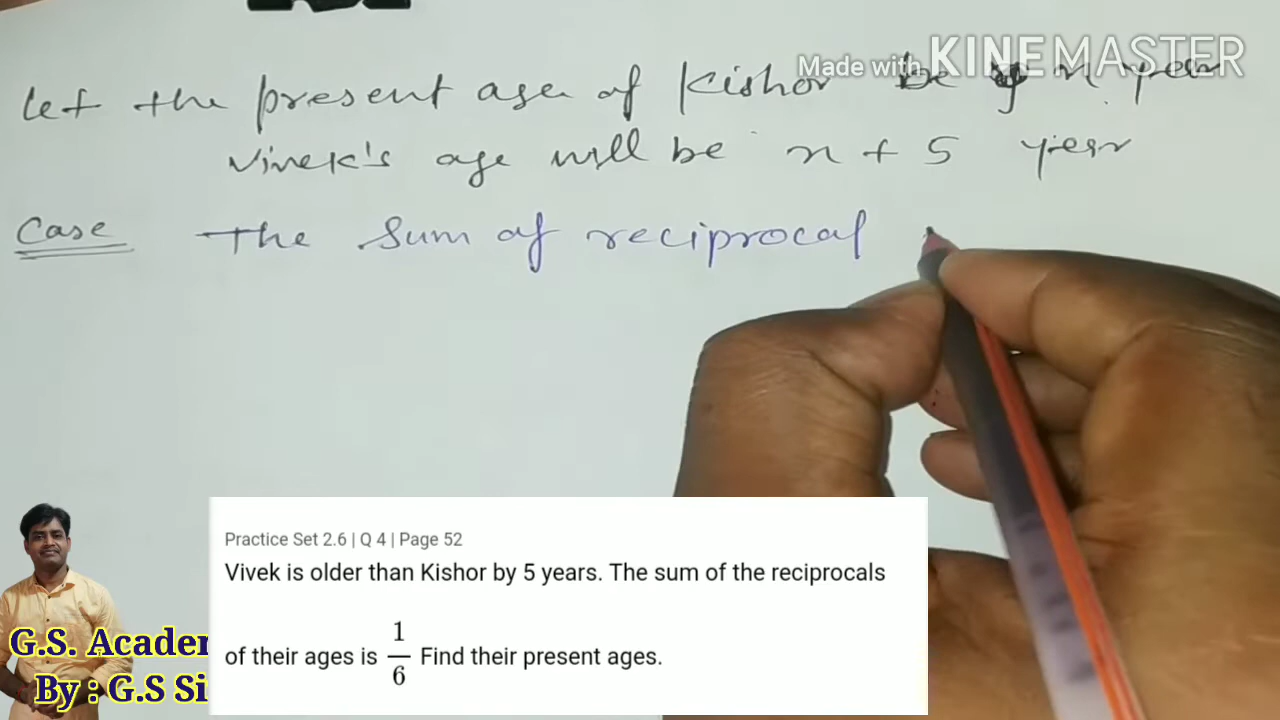 Made with KINEMASTER
Let the present age of Kishor be x year
Vivek's age will be x + 5 year
Case The Sum of reciprocal
Practice Set 2.6 | Q 4 | Page 52
Vivek is older than Kishor by 5 years. The sum of the reciprocals
of their ages is 1/6 Find their present ages.
G.S. Acader
By : G.S Si